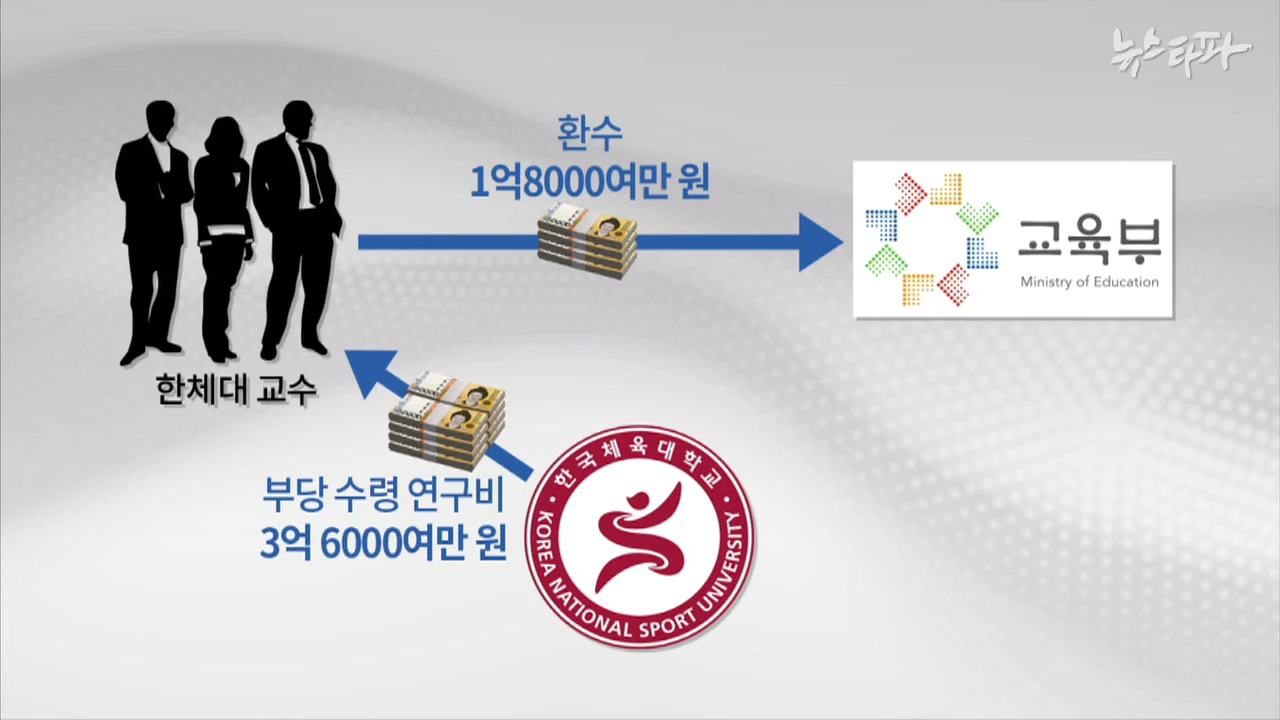 뉴스타파
환수
1억8000여만 원
교육부
Ministry of Education
한체대 교수
부당 수령 연구비
3억 6000여만 원
한국체육대학교
KOREA NATIONAL SPORT UNIVERSITY